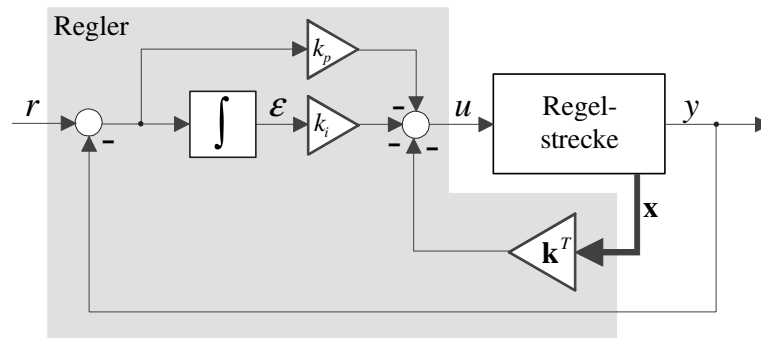 Regler
k_p
r
∫
ε
k_i
u
Regel-
strecke
y
x
k^T
-
-
-
-